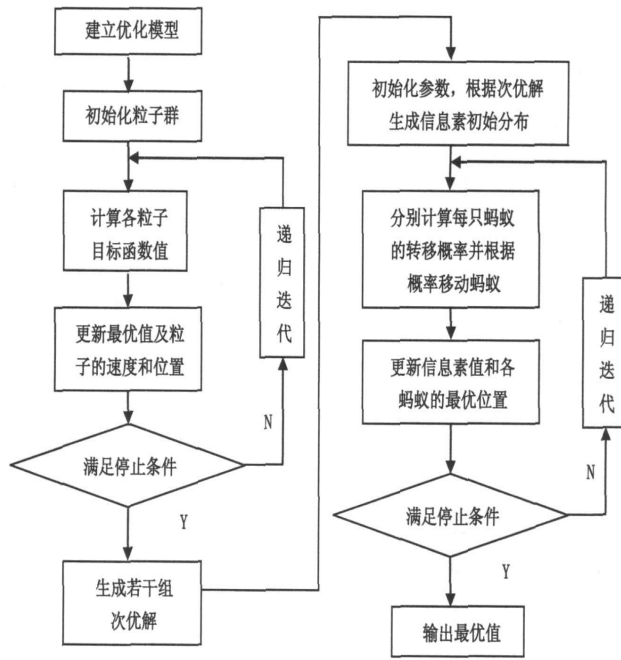 建立优化模型
初始化粒子群
计算各粒子
目标函数值
更新最优值及粒
子的速度和位置
满足停止条件
N
Y
递
归
迭
代
生成若干组
次优解
初始化参数，根据次优解
生成信息素初始分布
分别计算每只蚂蚁
的转移概率并根据
概率移动蚂蚁
更新信息素值和各
蚂蚁的最优位置
满足停止条件
N
Y
递
归
迭
代
输出最优值